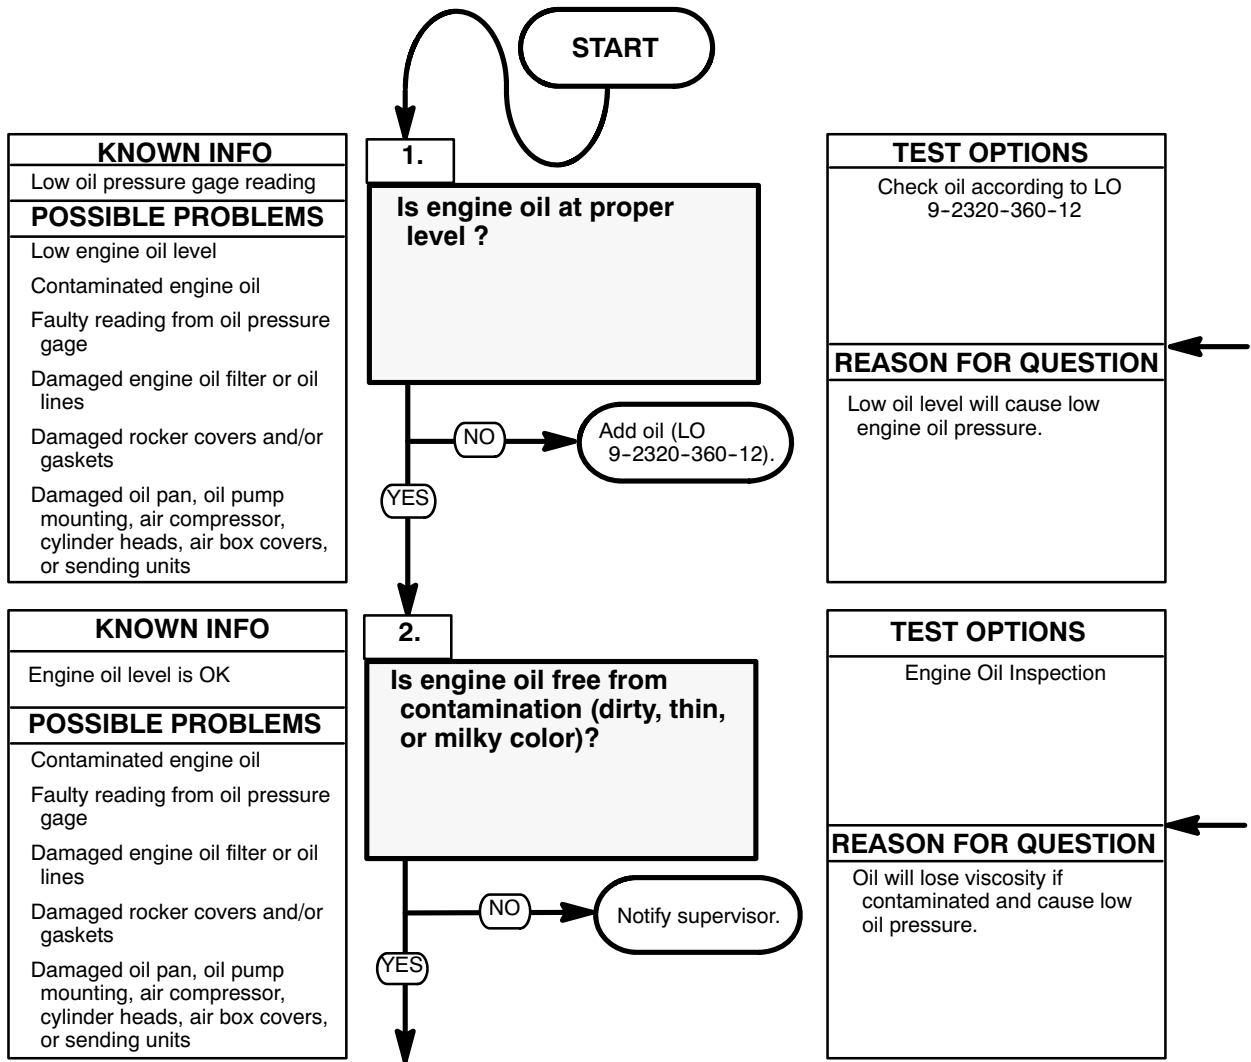 START
KNOWN INFO
Low oil pressure gage reading
POSSIBLE PROBLEMS
Low engine oil level
Contaminated engine oil
Faulty reading from oil pressure
gage
Damaged engine oil filter or oil
lines
Damaged rocker covers and/or
gaskets
Damaged oil pan, oil pump
mounting, air compressor,
cylinder heads, air box covers,
or sending units
1.
Is engine oil at proper
level ?
NO
Add oil (LO
9-2320-360-12).
YES
TEST OPTIONS
Check oil according to LO
9-2320-360-12
REASON FOR QUESTION
Low oil level will cause low
engine oil pressure.
KNOWN INFO
Engine oil level is OK
POSSIBLE PROBLEMS
Contaminated engine oil
Faulty reading from oil pressure
gage
Damaged engine oil filter or oil
lines
Damaged rocker covers and/or
gaskets
Damaged oil pan, oil pump
mounting, air compressor,
cylinder heads, air box covers,
or sending units
2.
Is engine oil free from
contamination (dirty, thin,
or milky color)?
NO
Notify supervisor.
YES
TEST OPTIONS
Engine Oil Inspection
REASON FOR QUESTION
Oil will lose viscosity if
contaminated and cause low
oil pressure.